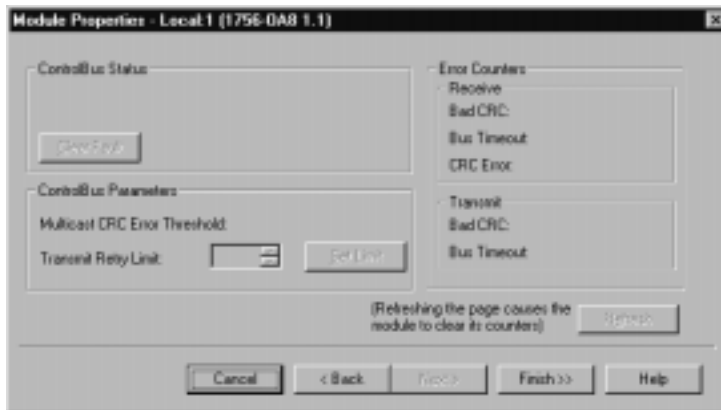 Module Properties - Local:1 (1756-OA8 1.1)
ControlBus Status
Clear Fault
ControlBus Parameters
Multicast CRC Error Threshold:
Transmit Retry Limit:
Set Limit
Error Counters
Receive
Bad CRC:
Bus Timeout:
CRC Error:
Transmit
Bad CRC:
Bus Timeout:
(Refreshing the page causes the
module to clear its counters)
Refresh
Cancel
< Back
Next >
Finish >>
Help